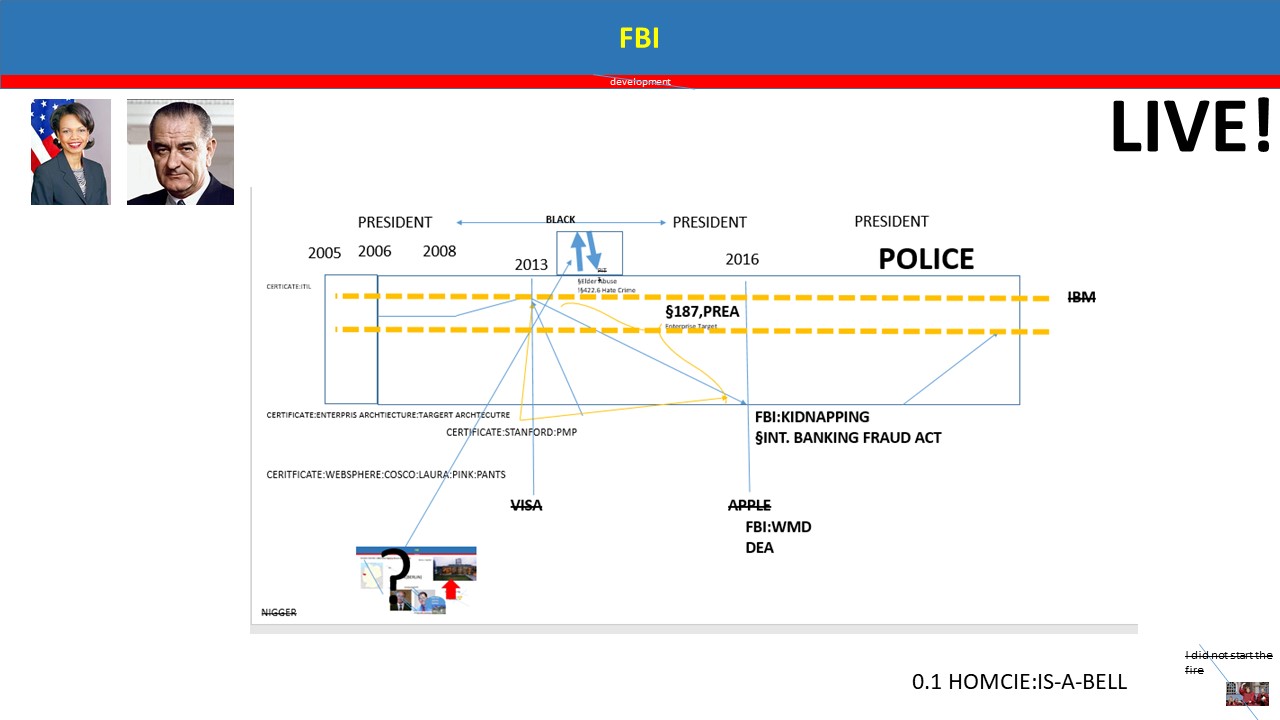 FBI
development
LIVE!
PRESIDENT
BLACK
PRESIDENT
PRESIDENT
2005
2006
2008
2013
2016
POLICE
CERTICATE:ITIL
§Elder Abuse
!§422.6 Hate Crime
IBM
§187,PREA
Enterprise Target
CERTIFICATE:ENTERPRIS ARCHTIECTURE:TARGERT ARCHTECUTRE
CERTIFICATE:STANFORD:PMP
FBI:KIDNAPPING
§INT. BANKING FRAUD ACT
CERITFICATE:WEBSPHERE:COSCO:LAURA:PINK:PANTS
VISA
APPLE
FBI:WMD
DEA
?
NIGGER
I did not start the
fire
0.1 HOMCIE:IS-A-BELL